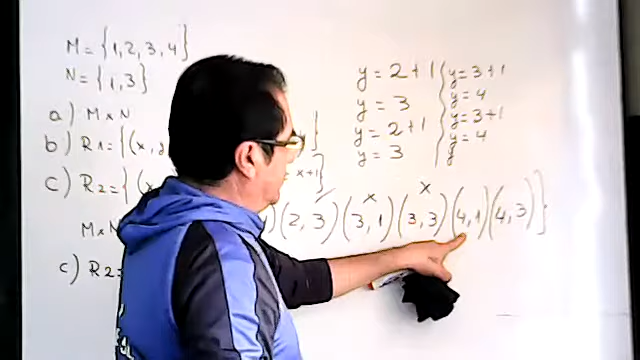 M = {1, 2, 3, 4}
N = {1, 3}
a) M x N
b) R1 = {(x, y
c) R2 = {(x
x+1}
y = 2 + 1
y = 3
y = 2 + 1
y = 3
y = 3 + 1
y = 4
y = 3 + 1
y = 4
y
x x
M x N ) (2, 3) (3, 1) (3, 3) (4, 1) (4, 3)}
c) R2 =